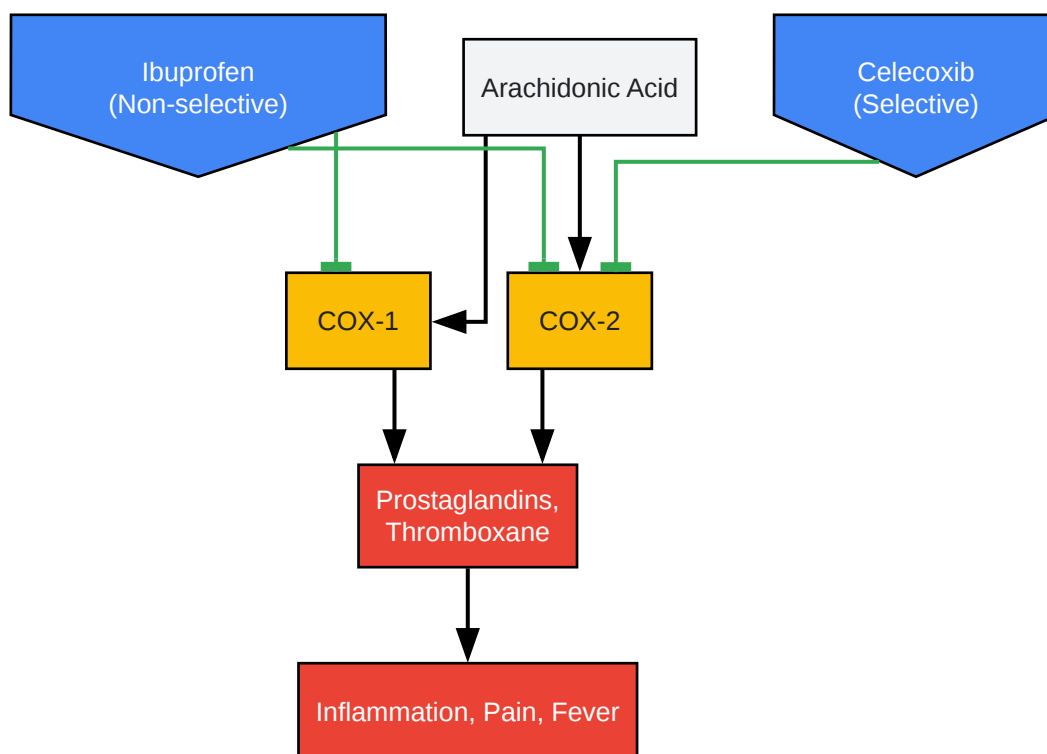 Ibuprofen
(Non-selective)
Arachidonic Acid
Celecoxib
(Selective)
COX-1
COX-2
Prostaglandins,
Thromboxane
Inflammation, Pain, Fever